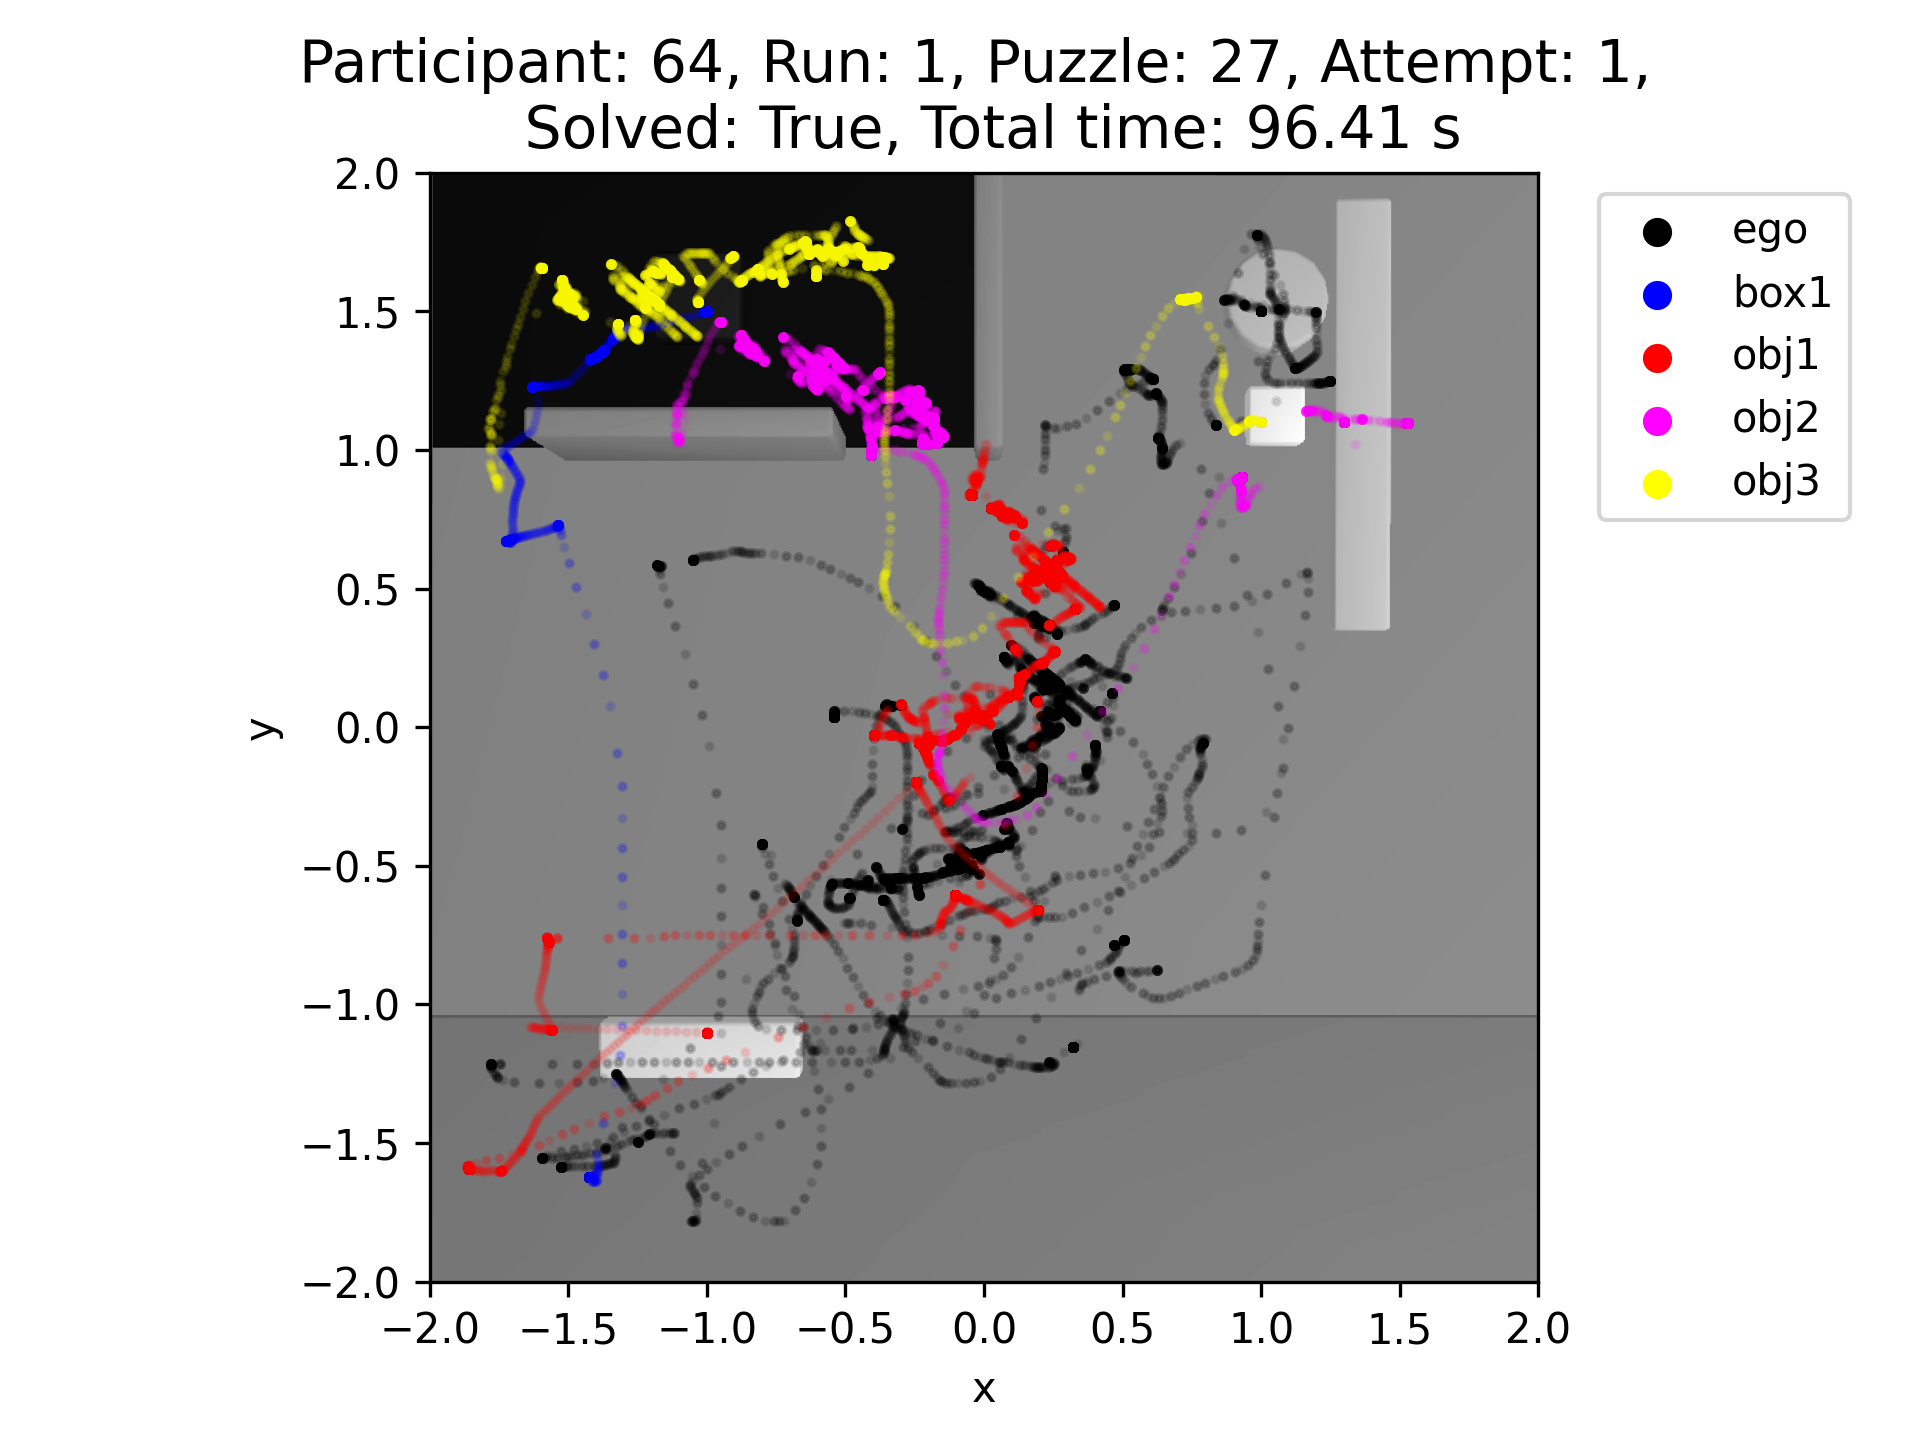 Participant: 64, Run: 1, Puzzle: 27, Attempt: 1,
Solved: True, Total time: 96.41 s
2.0
1.5
1.0
0.5
0.0
−0.5
−1.0
−1.5
−2.0
y
−2.0 −1.5 −1.0 −0.5 0.0 0.5 1.0 1.5 2.0
x
ego
box1
obj1
obj2
obj3